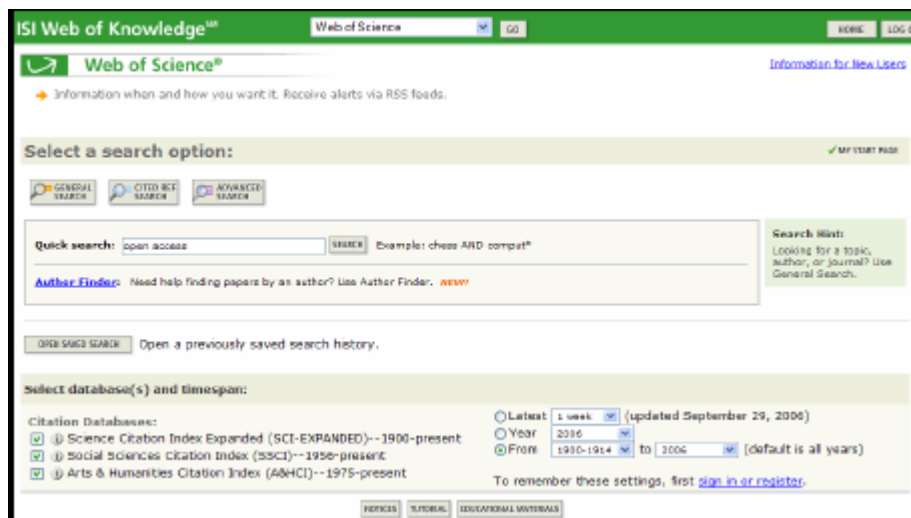 ISI Web of Knowledge℠ Web of Science GO HOME LOG
Web of Science® Information for New Users
Information when and how you want it. Receive alerts via RSS feeds.
Select a search option: MY START PAGE
GENERAL SEARCH CITED REF SEARCH ADVANCED SEARCH
Quick search: open access SEARCH Example: chess AND comput*
Search Hint:
Looking for a topic,
author, or journal? Use
General Search.
Author Finder: Need help finding papers by an author? Use Author Finder. NEW!
OPEN SAVED SEARCH Open a previously saved search history.
Select database(s) and timespan:
Citation Databases:
Science Citation Index Expanded (SCI-EXPANDED)--1900-present
Social Sciences Citation Index (SSCI)--1956-present
Arts & Humanities Citation Index (A&HCI)--1975-present
Latest 1 week (updated September 29, 2006)
Year 2006
From 1900-1914 to 2006 (default is all years)
To remember these settings, first sign in or register.
NOTICES TUTORIAL EDUCATIONAL MATERIALS